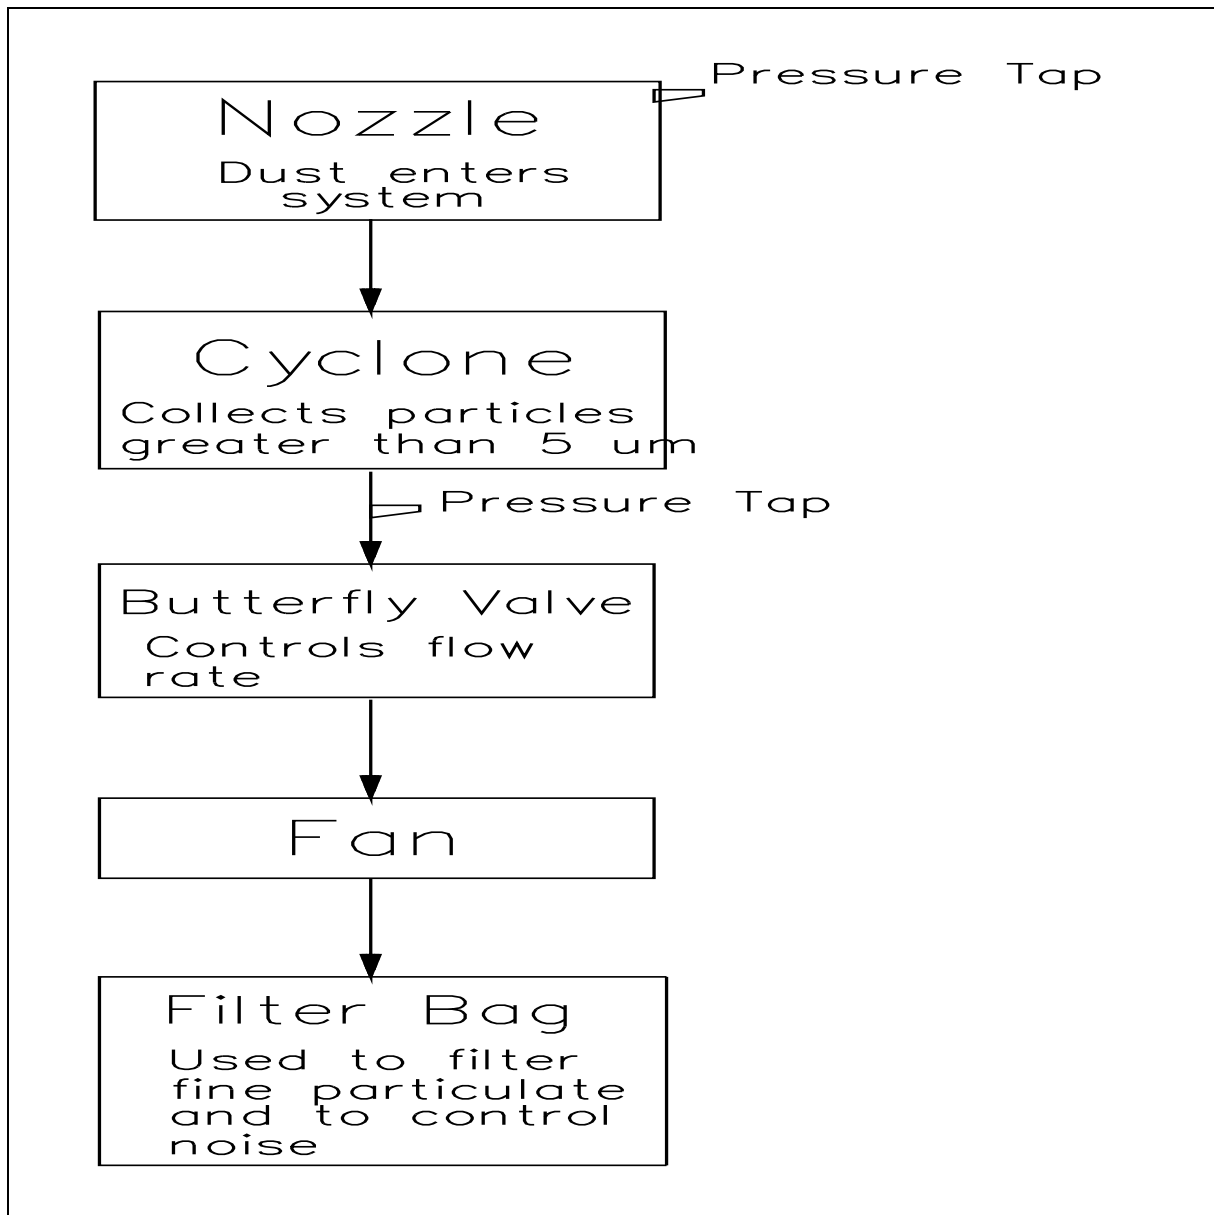 Pressure Tap
Nozzle
Dust enters
system
Cyclone
Collects particles
greater than 5 um
Pressure Tap
Butterfly Valve
Controls flow
rate
Fan
Filter Bag
Used to filter
fine particulate
and to control
noise